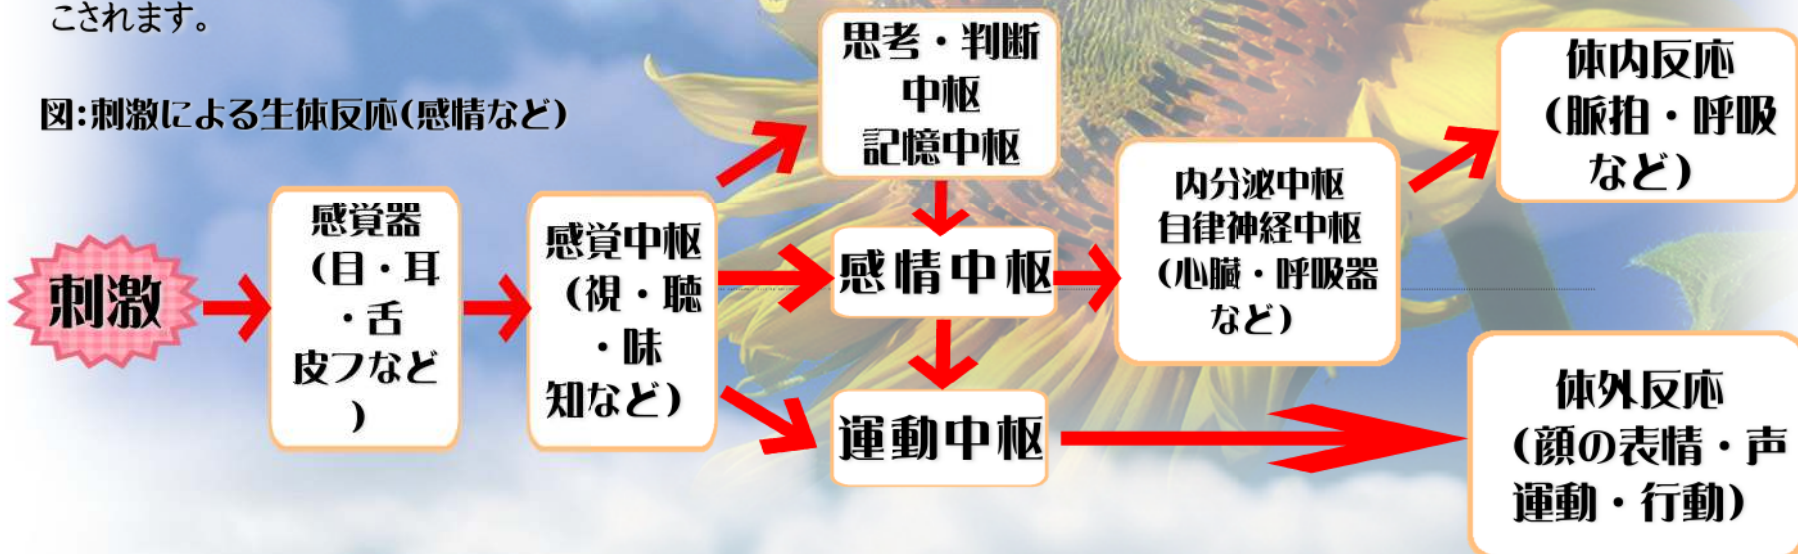 こされます。
図:刺激による生体反応(感情など)
刺激
感覚器
(目・耳
・舌
皮フなど
)
感覚中枢
(視・聴
・味
知など)
思考・判断
中枢
記憶中枢
感情中枢
運動中枢
内分泌中枢
自律神経中枢
(心臓・呼吸器
など)
体内反応
(脈拍・呼吸
など)
体外反応
(顔の表情・声
運動・行動)